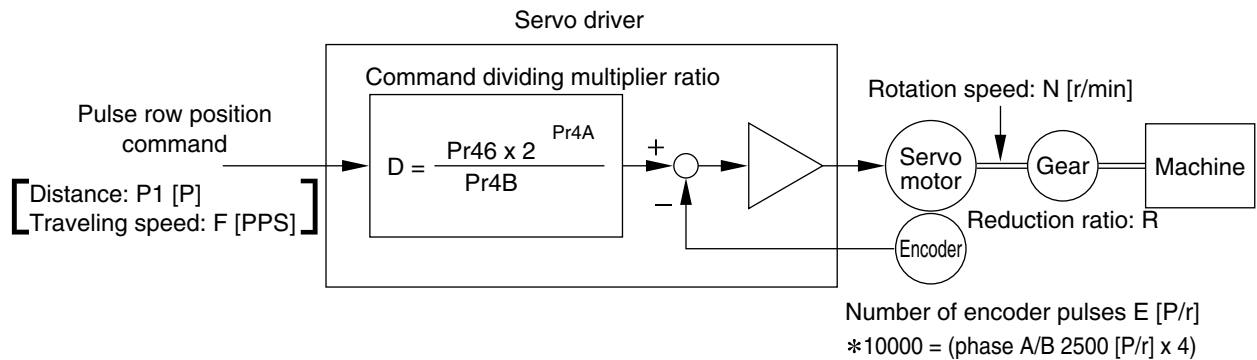 Servo driver
Command dividing multiplier ratio
Pulse row position
command
Distance: P1 [P]
Traveling speed: F [PPS]
D = Pr46 x 2 Pr4A
Pr4B
+
−
Rotation speed: N [r/min]
Servo
motor
Gear
Machine
Reduction ratio: R
Encoder
Number of encoder pulses E [P/r]
*10000 = (phase A/B 2500 [P/r] x 4)